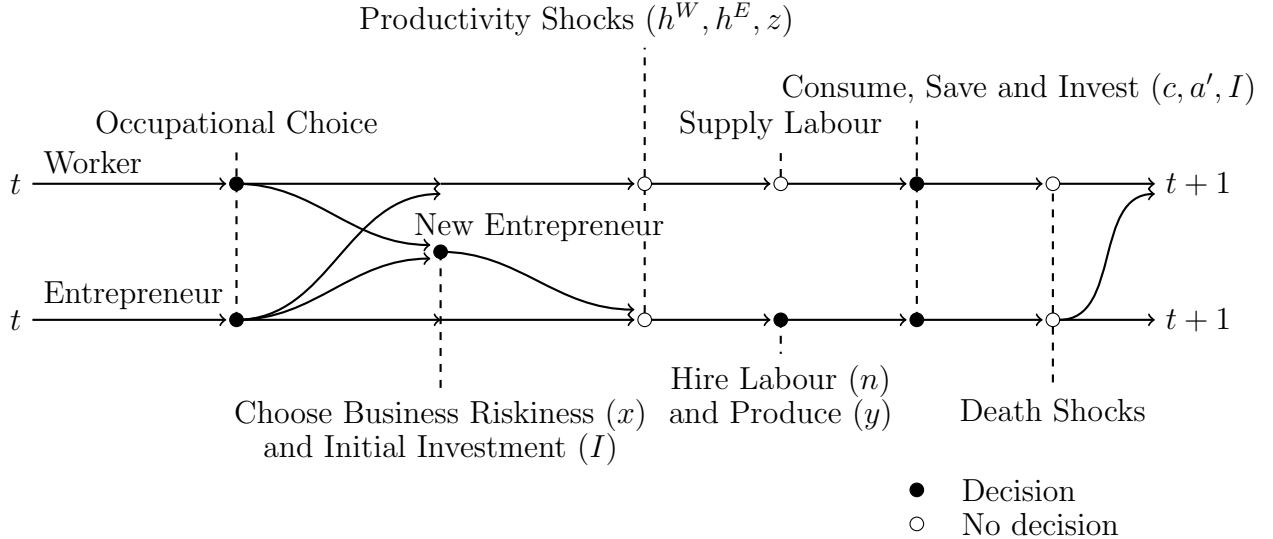 Productivity Shocks (h^W, h^E, z)
Consume, Save and Invest (c, a′, I)
Occupational Choice
Supply Labour
Worker
t
t + 1
New Entrepreneur
Entrepreneur
t
t + 1
Hire Labour (n)
and Produce (y)
Choose Business Riskiness (x)
and Initial Investment (I)
Death Shocks
Decision
No decision